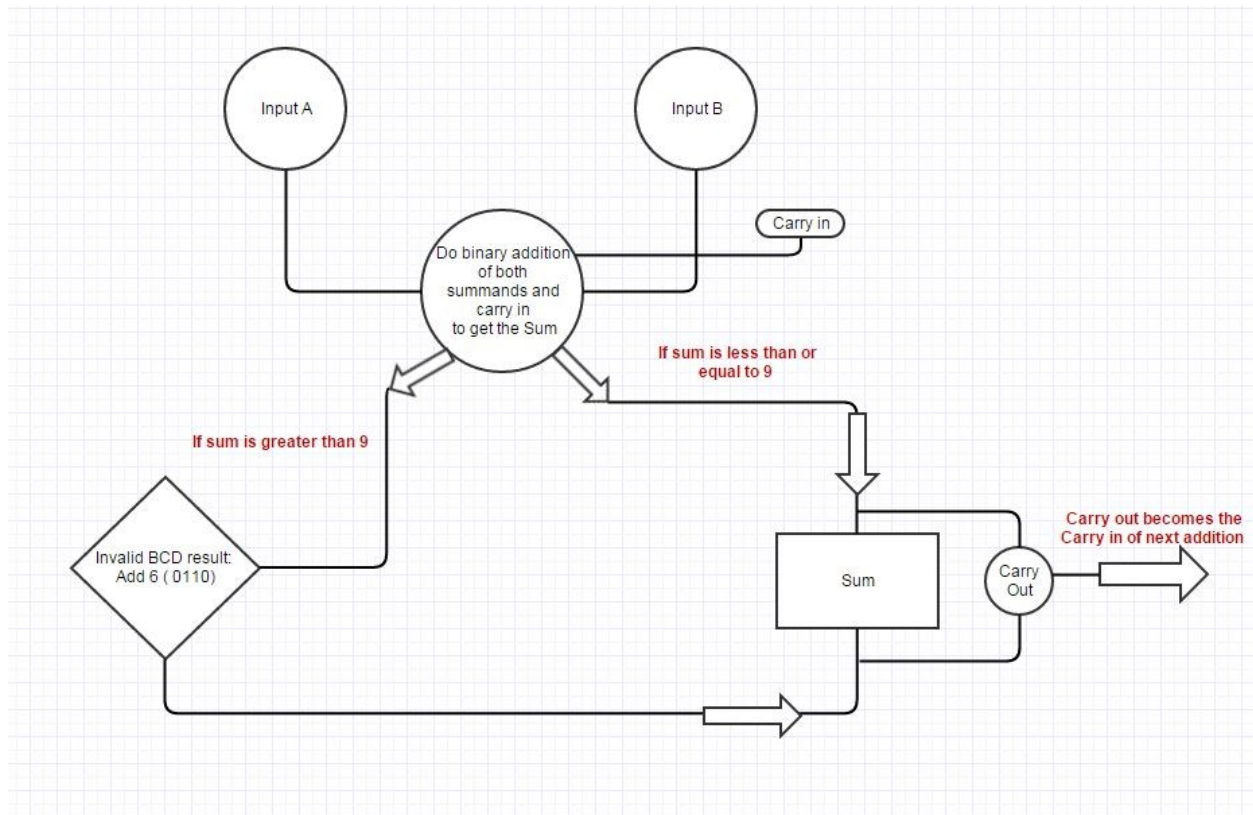 Input A
Input B
Carry in
Do binary addition
of both
summands and
carry in
to get the Sum
If sum is less than or
equal to 9
If sum is greater than 9
Invalid BCD result:
Add 6 ( 0110)
Sum
Carry
Out
Carry out becomes the
Carry in of next addition